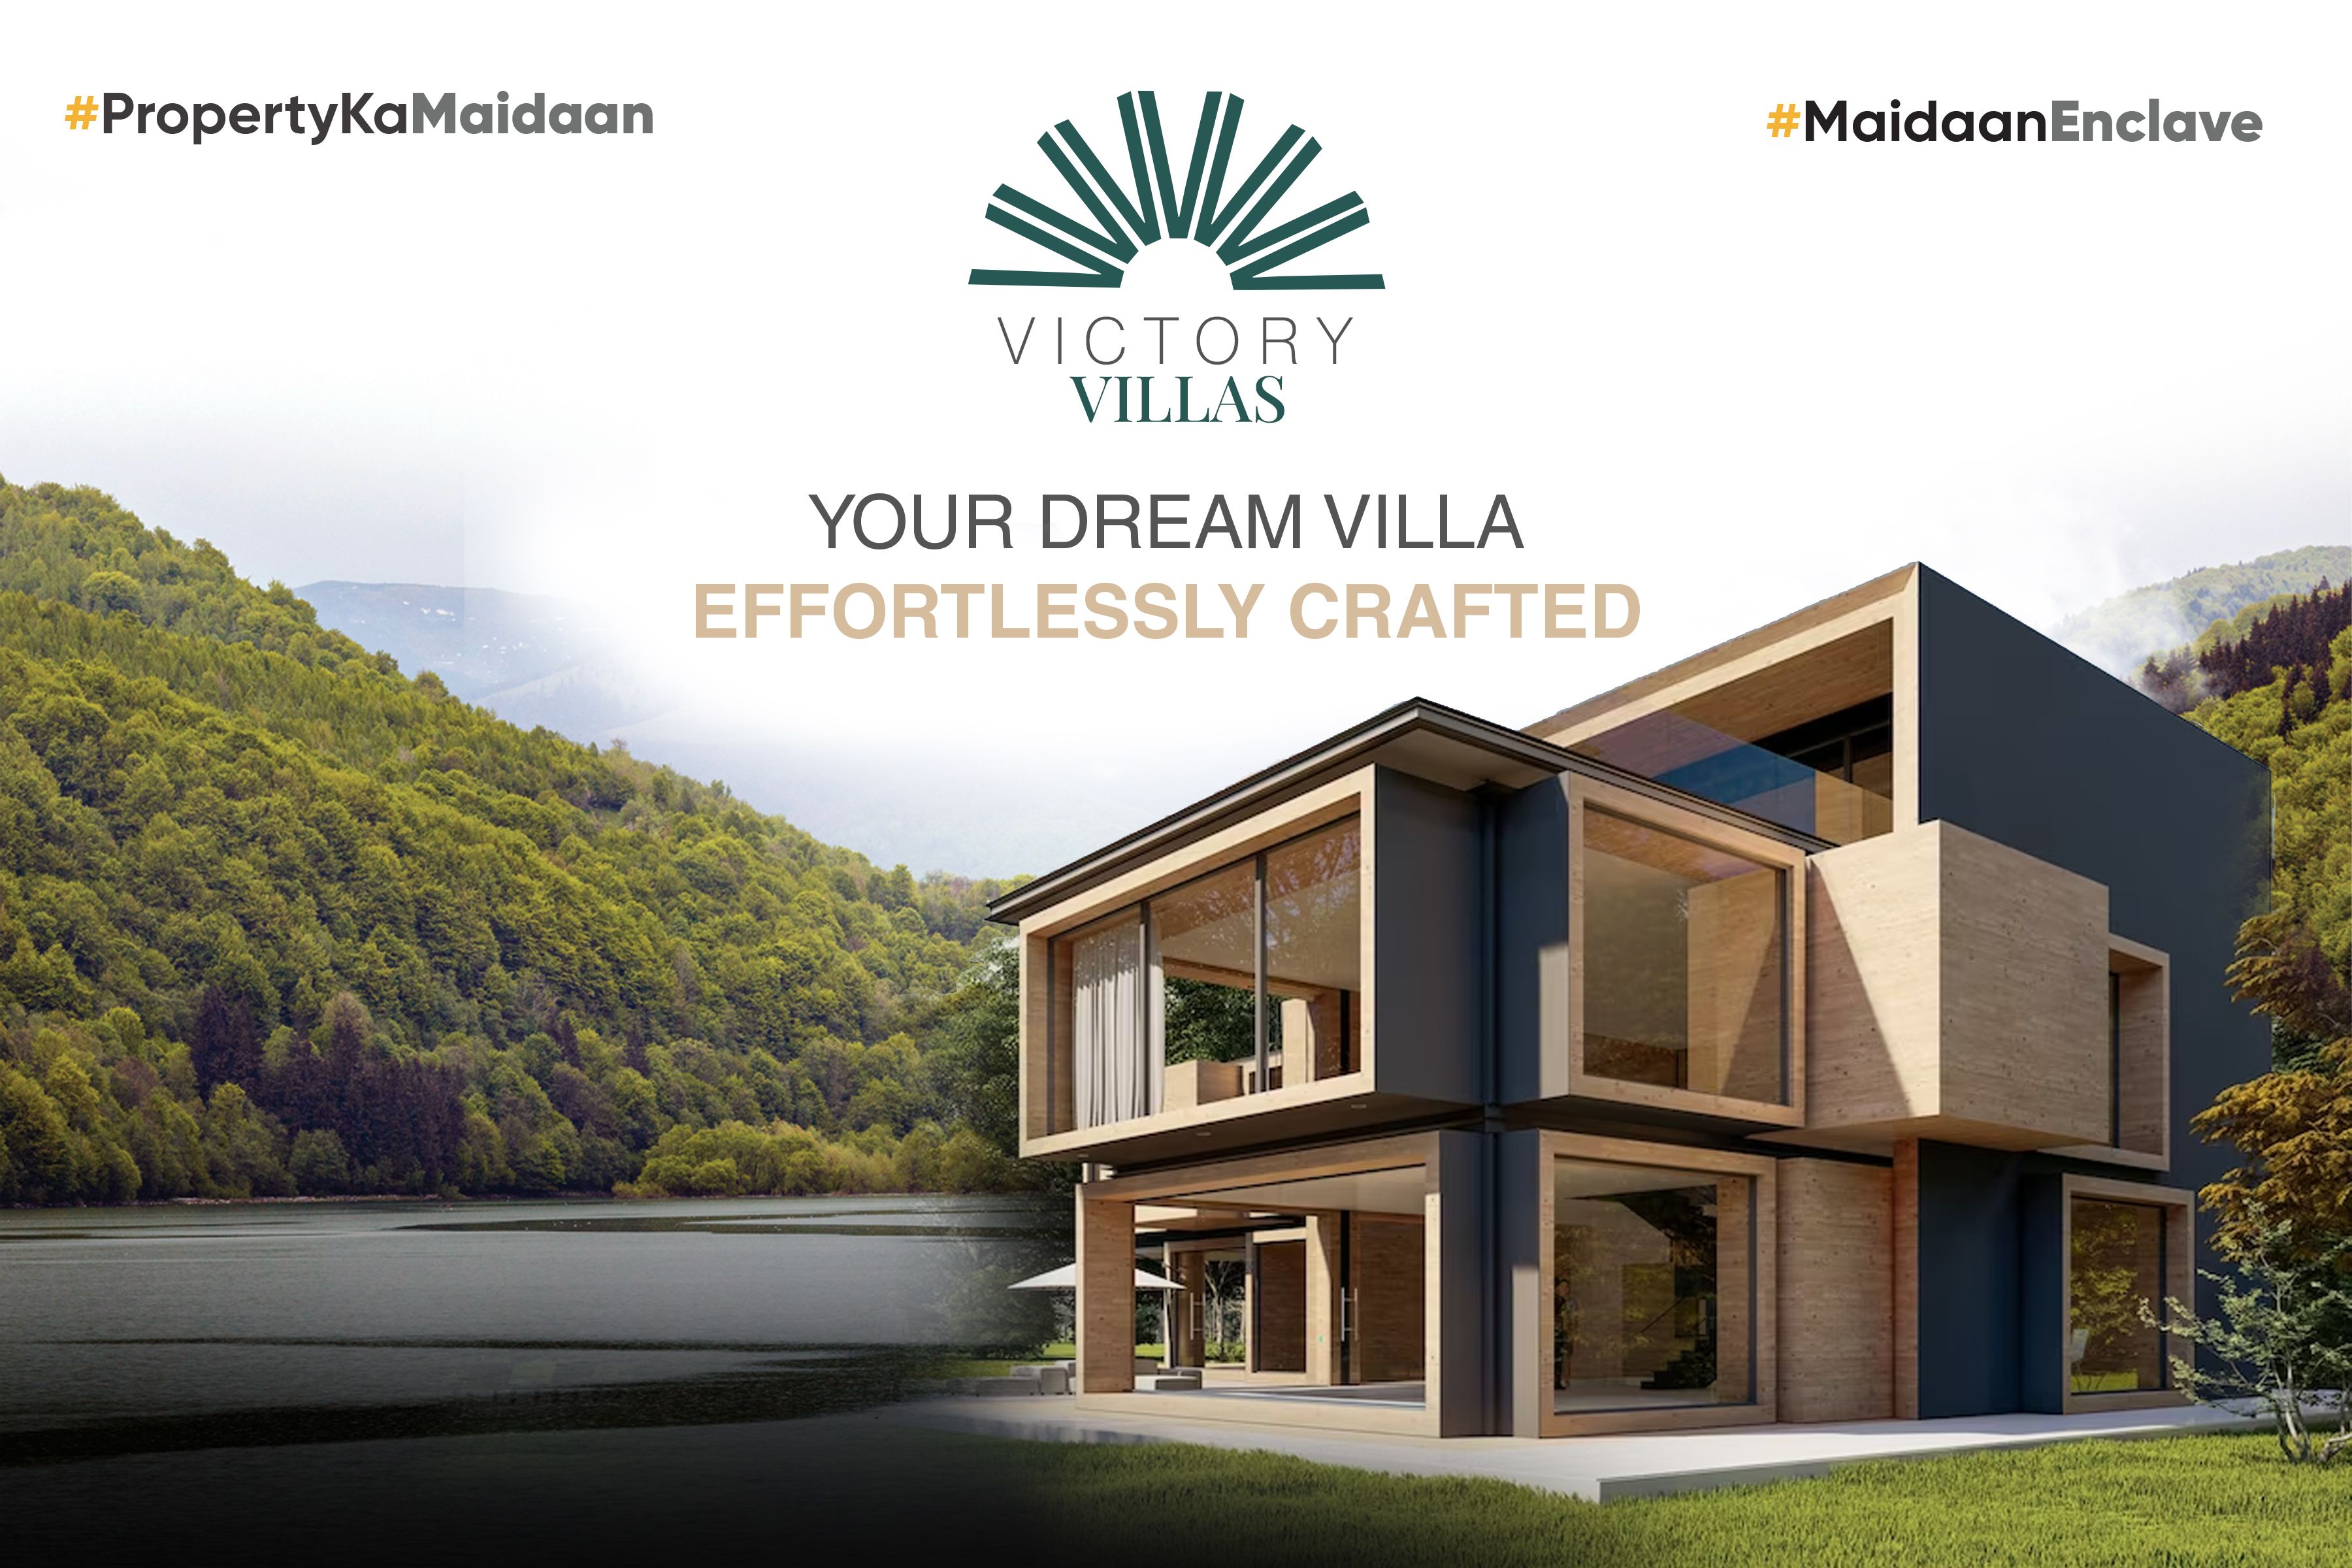 #PropertyKaMaidaan
#MaidaanEnclave
VICTORY
VILLAS
YOUR DREAM VILLA
EFFORTLESSLY CRAFTED